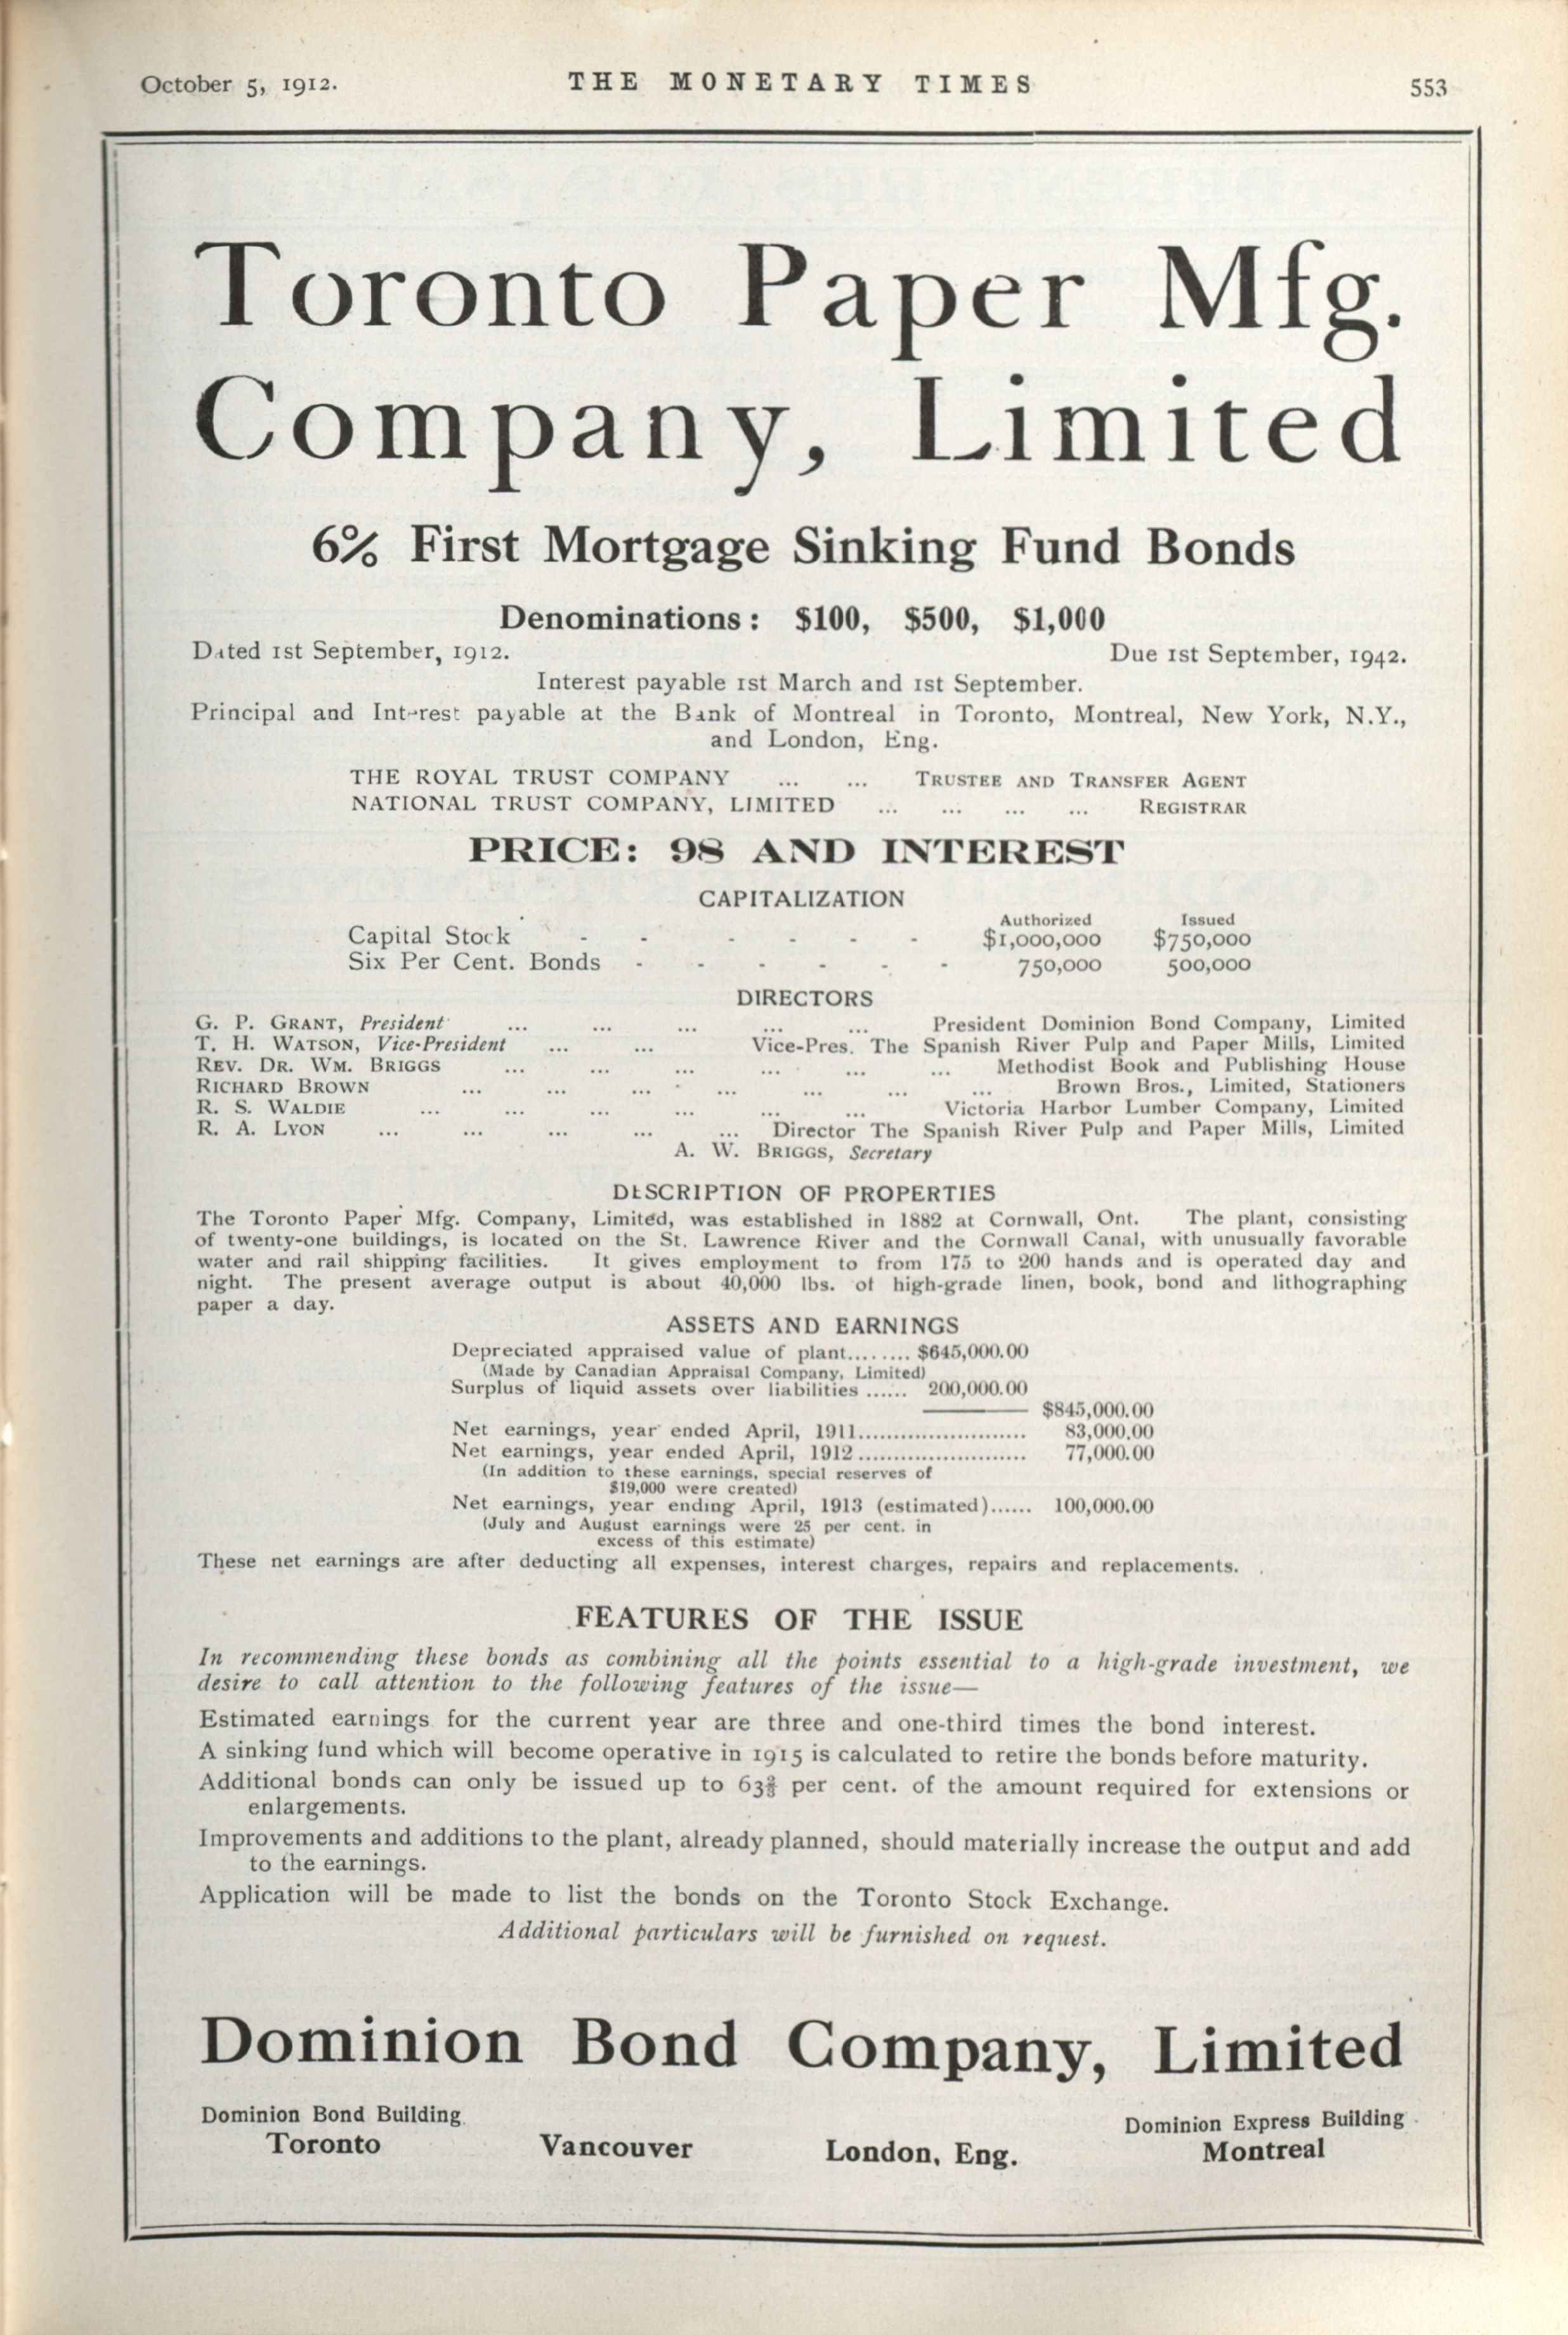 October 5, 1912. THE MONETARY TIMES 553
Toronto Paper Mfg.
Company, Limited
6% First Mortgage Sinking Fund Bonds
Denominations: $100, $500, $1,000
Dated 1st September, 1912. Due 1st September, 1942.
Interest payable 1st March and 1st September.
Principal and Interest payable at the Bank of Montreal in Toronto, Montreal, New York, N.Y.,
and London, Eng.
THE ROYAL TRUST COMPANY ... ... TRUSTEE AND TRANSFER AGENT
NATIONAL TRUST COMPANY, LIMITED ... ... ... ... REGISTRAR
PRICE: 98 AND INTEREST
CAPITALIZATION
Authorized Issued
Capital Stock - - - - - - $1,000,000 $750,000
Six Per Cent. Bonds - - - - - - 750,000 500,000
DIRECTORS
G. P. GRANT, President ... ... ... ... ... President Dominion Bond Company, Limited
T. H. WATSON, Vice-President ... ... Vice-Pres. The Spanish River Pulp and Paper Mills, Limited
REV. DR. WM. BRIGGS ... ... ... ... ... ... Methodist Book and Publishing House
RICHARD BROWN ... ... ... ... ... ... ... Brown Bros., Limited, Stationers
R. S. WALDIE ... ... ... ... ... ... Victoria Harbor Lumber Company, Limited
R. A. LYON ... ... ... ... ... Director The Spanish River Pulp and Paper Mills, Limited
A. W. BRIGGS, Secretary
DESCRIPTION OF PROPERTIES
The Toronto Paper Mfg. Company, Limited, was established in 1882 at Cornwall, Ont. The plant, consisting
of twenty-one buildings, is located on the St. Lawrence River and the Cornwall Canal, with unusually favorable
water and rail shipping facilities. It gives employment to from 175 to 200 hands and is operated day and
night. The present average output is about 40,000 lbs. of high-grade linen, book, bond and lithographing
paper a day.
ASSETS AND EARNINGS
Depreciated appraised value of plant........ $645,000.00
(Made by Canadian Appraisal Company, Limited)
Surplus of liquid assets over liabilities ...... 200,000.00
$845,000.00
Net earnings, year ended April, 1911........................ 83,000.00
Net earnings, year ended April, 1912........................ 77,000.00
(In addition to these earnings, special reserves of
$19,000 were created)
Net earnings, year ending April, 1913 (estimated)...... 100,000.00
(July and August earnings were 25 per cent. in
excess of this estimate)
These net earnings are after deducting all expenses, interest charges, repairs and replacements.
FEATURES OF THE ISSUE
In recommending these bonds as combining all the points essential to a high-grade investment, we
desire to call attention to the following features of the issue—
Estimated earnings for the current year are three and one-third times the bond interest.
A sinking fund which will become operative in 1915 is calculated to retire the bonds before maturity.
Additional bonds can only be issued up to per cent. of the amount required for extensions or
enlargements.
Improvements and additions to the plant, already planned, should materially increase the output and add
to the earnings.
Application will be made to list the bonds on the Toronto Stock Exchange.
Additional particulars will be furnished on request.
Dominion Bond Company, Limited
Dominion Bond Building Dominion Express Building
Toronto Vancouver London, Eng. Montreal